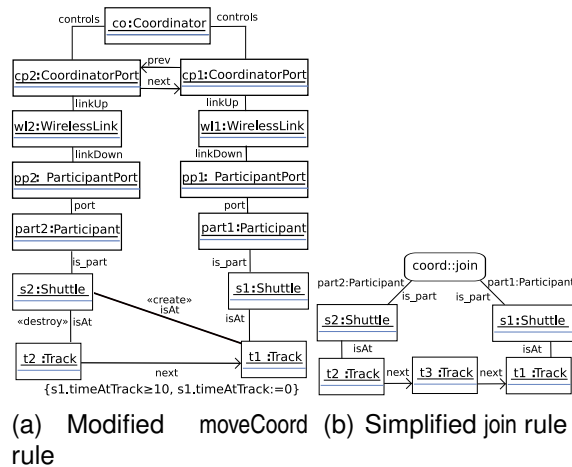 co:Coordinator
controls
controls
prev
cp2:CoordinatorPort
cp1:CoordinatorPort
next
linkUp
linkUp
wl2:WirelessLink
wl1:WirelessLink
linkDown
linkDown
pp2: ParticipantPort
pp1: ParticipantPort
port
port
part2:Participant
part1:Participant
is_part
is_part
s2:Shuttle
s1:Shuttle
«create»
isAt
«destroy»
isAt
isAt
t2 :Track
t1 :Track
next
{s1.timeAtTrack≥10, s1.timeAtTrack:=0}
(a) Modified moveCoord
rule
coord::join
part2:Participant
part1:Participant
is_part
is_part
s2:Shuttle
s1:Shuttle
isAt
isAt
t2 :Track
next
t3 :Track
next
t1 :Track
(b) Simplified join rule